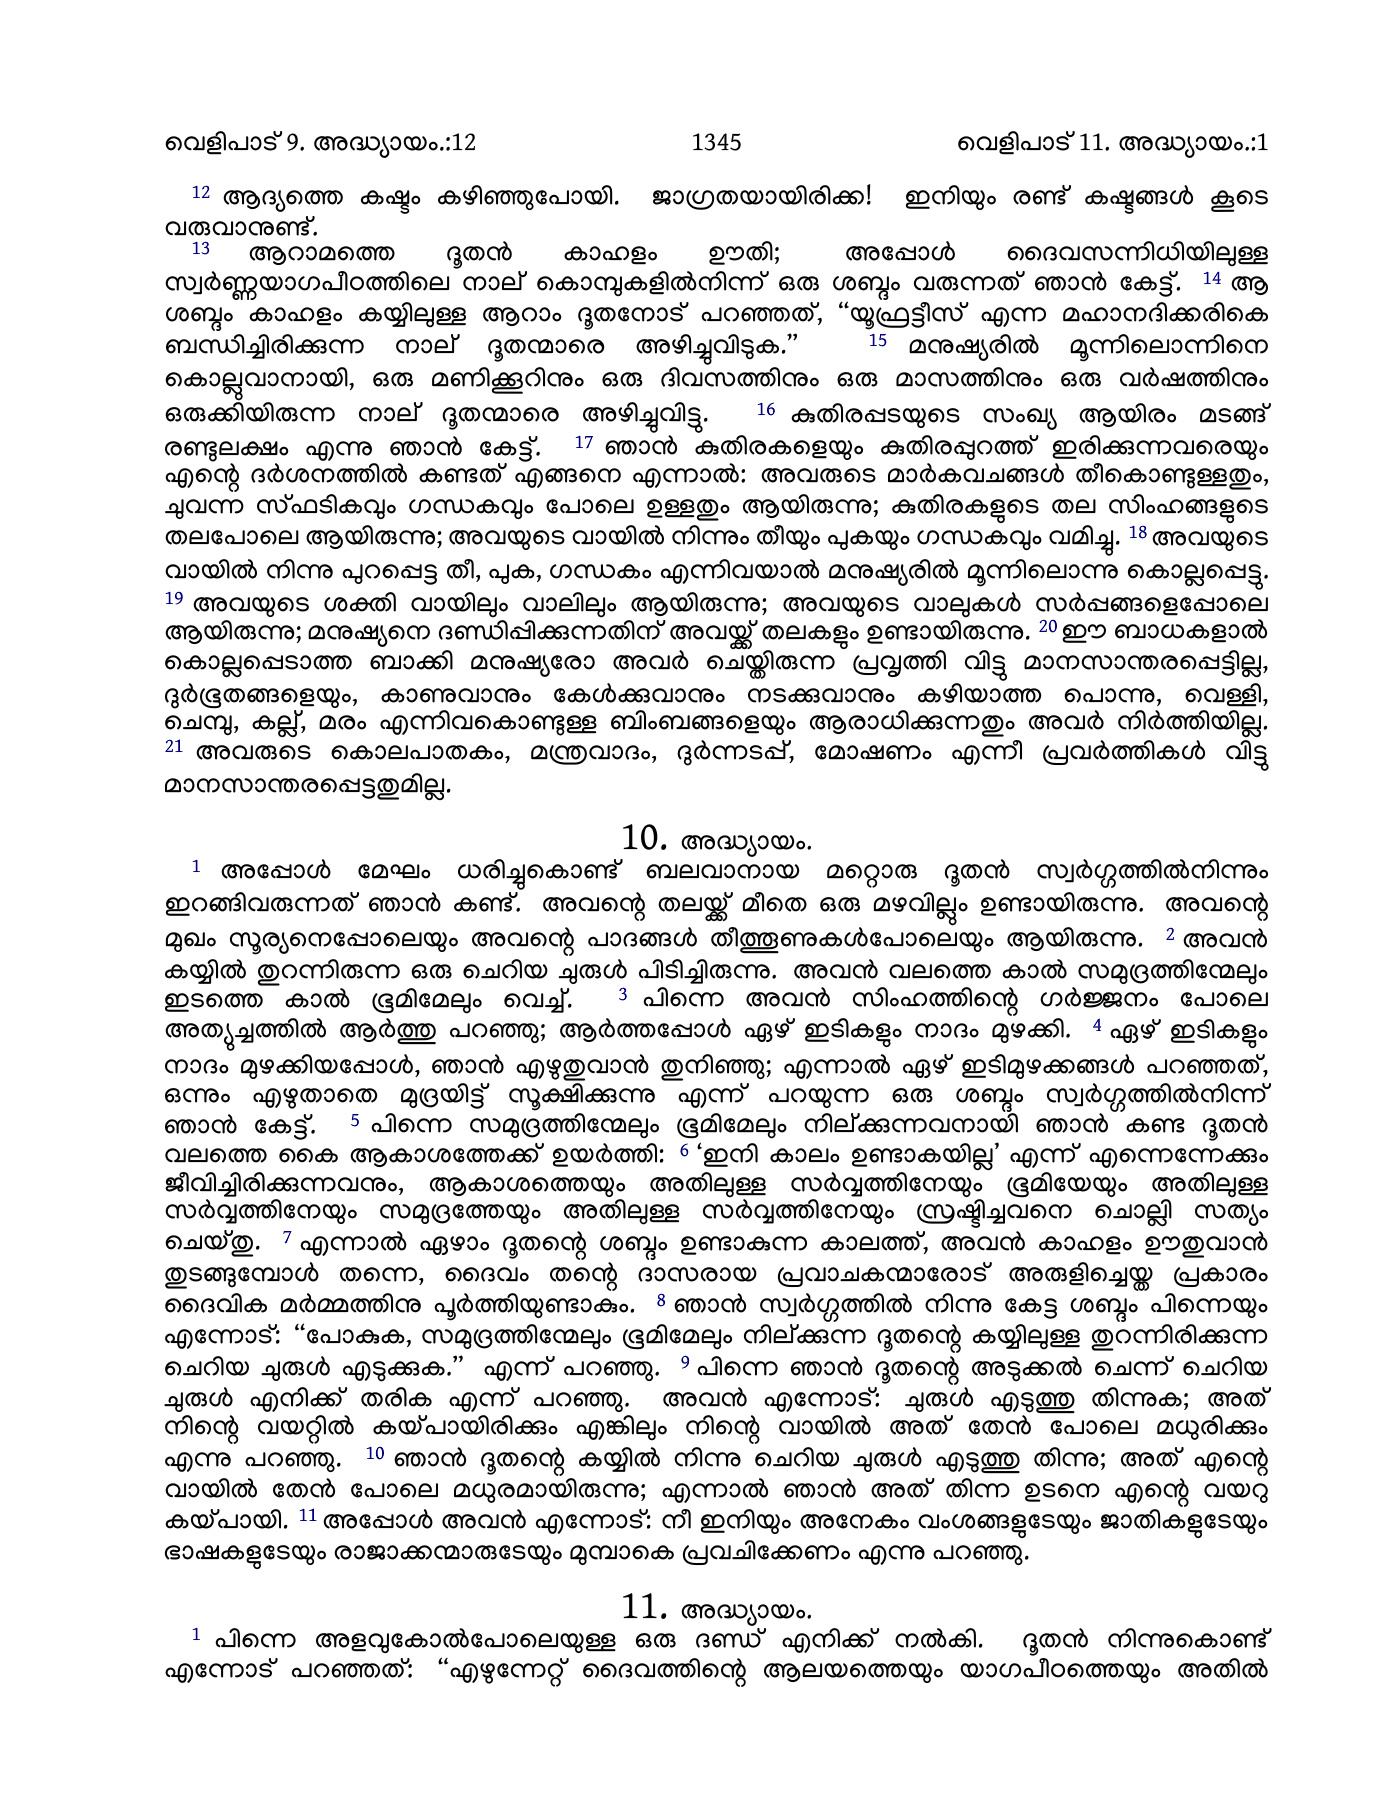 വെളിപാട് 9. അദ്ധ്യായം.:12 1345 വെളിപാട് 11. അദ്ധ്യായം.:1
12 ആദ്യത്തെ കഷ്ടം കഴിഞ്ഞുപോയി. ജാഗ്രതയായിരിക്ക! ഇനിയും രണ്ട് കഷ്ടങ്ങൾ കൂടെ
വരുവാനുണ്ട്.
13 ആറാമത്തെ ദൂതൻ കാഹളം ഊതി; അപ്പോൾ ദൈവസന്നിധിയിലുള്ള
സ്വർണ്ണയാഗപീഠത്തിലെ നാല് കൊമ്പുകളിൽനിന്ന് ഒരു ശബ്ദം വരുന്നത് ഞാൻ കേട്ട്. 14 ആ
ശബ്ദം കാഹളം കയ്യിലുള്ള ആറാം ദൂതനോട് പറഞ്ഞത്, “യൂഫ്രട്ടീസ് എന്ന മഹാനദിക്കരികെ
ബന്ധിച്ചിരിക്കുന്ന നാല് ദൂതന്മാരെ അഴിച്ചുവിടുക.” 15 മനുഷ്യരിൽ മൂന്നിലൊന്നിനെ
കൊല്ലുവാനായി, ഒരു മണിക്കൂറിനും ഒരു ദിവസത്തിനും ഒരു മാസത്തിനും ഒരു വർഷത്തിനും
ഒരുക്കിയിരുന്ന നാല് ദൂതന്മാരെ അഴിച്ചുവിട്ടു. 16 കുതിരപ്പടയുടെ സംഖ്യ ആയിരം മടങ്ങ്
രണ്ടുലക്ഷം എന്നു ഞാൻ കേട്ട്. 17 ഞാൻ കുതിരകളെയും കുതിരപ്പുറത്ത് ഇരിക്കുന്നവരെയും
എന്റെ ദർശനത്തിൽ കണ്ടത് എങ്ങനെ എന്നാൽ: അവരുടെ മാർകവചങ്ങൾ തീകൊണ്ടുള്ളതും,
ചുവന്ന സ്ഫടികവും ഗന്ധകവും പോലെ ഉള്ളതും ആയിരുന്നു; കുതിരകളുടെ തല സിംഹങ്ങളുടെ
തലപോലെ ആയിരുന്നു; അവയുടെ വായിൽ നിന്നും തീയും പുകയും ഗന്ധകവും വമിച്ചു. 18 അവയുടെ
വായിൽ നിന്നു പുറപ്പെട്ട തീ, പുക, ഗന്ധകം എന്നിവയാൽ മനുഷ്യരിൽ മൂന്നിലൊന്നു കൊല്ലപ്പെട്ടു.
19 അവയുടെ ശക്തി വായിലും വാലിലും ആയിരുന്നു; അവയുടെ വാലുകൾ സർപ്പങ്ങളെപ്പോലെ
ആയിരുന്നു; മനുഷ്യനെ ദണ്ഡിപ്പിക്കുന്നതിന് അവയ്ക്ക് തലകളും ഉണ്ടായിരുന്നു. 20 ഈ ബാധകളാൽ
കൊല്ലപ്പെടാത്ത ബാക്കി മനുഷ്യരോ അവർ ചെയ്തിരുന്ന പ്രവൃത്തി വിട്ടു മാനസാന്തരപ്പെട്ടില്ല,
ദുർഭൂതങ്ങളെയും, കാണുവാനും കേൾക്കുവാനും നടക്കുവാനും കഴിയാത്ത പൊന്നു, വെള്ളി,
ചെമ്പു, കല്ല്, മരം എന്നിവകൊണ്ടുള്ള ബിംബങ്ങളെയും ആരാധിക്കുന്നതും അവർ നിർത്തിയില്ല.
21 അവരുടെ കൊലപാതകം, മന്ത്രവാദം, ദുർന്നടപ്പ്, മോഷണം എന്നീ പ്രവർത്തികൾ വിട്ടു
മാനസാന്തരപ്പെട്ടതുമില്ല.
10. അദ്ധ്യായം.
1 അപ്പോൾ മേഘം ധരിച്ചുകൊണ്ട് ബലവാനായ മറ്റൊരു ദൂതൻ സ്വർഗ്ഗത്തിൽനിന്നും
ഇറങ്ങിവരുന്നത് ഞാൻ കണ്ട്. അവന്റെ തലയ്ക്ക് മീതെ ഒരു മഴവില്ലും ഉണ്ടായിരുന്നു. അവന്റെ
മുഖം സൂര്യനെപ്പോലെയും അവന്റെ പാദങ്ങൾ തീത്തൂണുകൾപോലെയും ആയിരുന്നു. 2 അവൻ
കയ്യിൽ തുറന്നിരുന്ന ഒരു ചെറിയ ചുരുൾ പിടിച്ചിരുന്നു. അവൻ വലത്തെ കാൽ സമുദ്രത്തിന്മേലും
ഇടത്തെ കാൽ ഭൂമിമേലും വെച്ച്. 3 പിന്നെ അവൻ സിംഹത്തിന്റെ ഗർജ്ജനം പോലെ
അത്യുച്ചത്തിൽ ആർത്തു പറഞ്ഞു; ആർത്തപ്പോൾ ഏഴ് ഇടികളും നാദം മുഴക്കി. 4 ഏഴ് ഇടികളും
നാദം മുഴക്കിയപ്പോൾ, ഞാൻ എഴുതുവാൻ തുനിഞ്ഞു; എന്നാൽ ഏഴ് ഇടിമുഴക്കങ്ങൾ പറഞ്ഞത്,
ഒന്നും എഴുതാതെ മുദ്രയിട്ട് സൂക്ഷിക്കുന്നു എന്ന് പറയുന്ന ഒരു ശബ്ദം സ്വർഗ്ഗത്തിൽനിന്ന്
ഞാൻ കേട്ട്. 5 പിന്നെ സമുദ്രത്തിന്മേലും ഭൂമിമേലും നില്ക്കുന്നവനായി ഞാൻ കണ്ട ദൂതൻ
വലത്തെ കൈ ആകാശത്തേക്ക് ഉയർത്തി: 6 ‘ഇനി കാലം ഉണ്ടാകയില്ല’ എന്ന് എന്നെന്നേക്കും
ജീവിച്ചിരിക്കുന്നവനും, ആകാശത്തെയും അതിലുള്ള സർവ്വത്തിനേയും ഭൂമിയേയും അതിലുള്ള
സർവ്വത്തിനേയും സമുദ്രത്തേയും അതിലുള്ള സർവ്വത്തിനേയും സ്രഷ്ടിച്ചവനെ ചൊല്ലി സത്യം
ചെയ്തു. 7 എന്നാൽ ഏഴാം ദൂതന്റെ ശബ്ദം ഉണ്ടാകുന്ന കാലത്ത്, അവൻ കാഹളം ഊതുവാൻ
തുടങ്ങുമ്പോൾ തന്നെ, ദൈവം തന്റെ ദാസരായ പ്രവാചകന്മാരോട് അരുളിച്ചെയ്ത പ്രകാരം
ദൈവിക മർമ്മത്തിനു പൂർത്തിയുണ്ടാകും. 8 ഞാൻ സ്വർഗ്ഗത്തിൽ നിന്നു കേട്ട ശബ്ദം പിന്നെയും
എന്നോട്: “പോകുക, സമുദ്രത്തിന്മേലും ഭൂമിമേലും നില്ക്കുന്ന ദൂതന്റെ കയ്യിലുള്ള തുറന്നിരിക്കുന്ന
ചെറിയ ചുരുൾ എടുക്കുക.” എന്ന് പറഞ്ഞു. 9 പിന്നെ ഞാൻ ദൂതന്റെ അടുക്കൽ ചെന്ന് ചെറിയ
ചുരുൾ എനിക്ക് തരിക എന്ന് പറഞ്ഞു. അവൻ എന്നോട്: ചുരുൾ എടുത്തു തിന്നുക; അത്
നിന്റെ വയറ്റിൽ കയ്പായിരിക്കും എങ്കിലും നിന്റെ വായിൽ അത് തേൻ പോലെ മധുരിക്കും
എന്നു പറഞ്ഞു. 10 ഞാൻ ദൂതന്റെ കയ്യിൽ നിന്നു ചെറിയ ചുരുൾ എടുത്തു തിന്നു; അത് എന്റെ
വായിൽ തേൻ പോലെ മധുരമായിരുന്നു; എന്നാൽ ഞാൻ അത് തിന്ന ഉടനെ എന്റെ വയറു
കയ്പായി. 11 അപ്പോൾ അവൻ എന്നോട്: നീ ഇനിയും അനേകം വംശങ്ങളുടേയും ജാതികളുടേയും
ഭാഷകളുടേയും രാജാക്കന്മാരുടേയും മുമ്പാകെ പ്രവചിക്കേണം എന്നു പറഞ്ഞു.
11. അദ്ധ്യായം.
1 പിന്നെ അളവുകോൽപോലെയുള്ള ഒരു ദണ്ഡ് എനിക്ക് നൽകി. ദൂതൻ നിന്നുകൊണ്ട്
എന്നോട് പറഞ്ഞത്: “എഴുന്നേറ്റ് ദൈവത്തിന്റെ ആലയത്തെയും യാഗപീഠത്തെയും അതിൽ